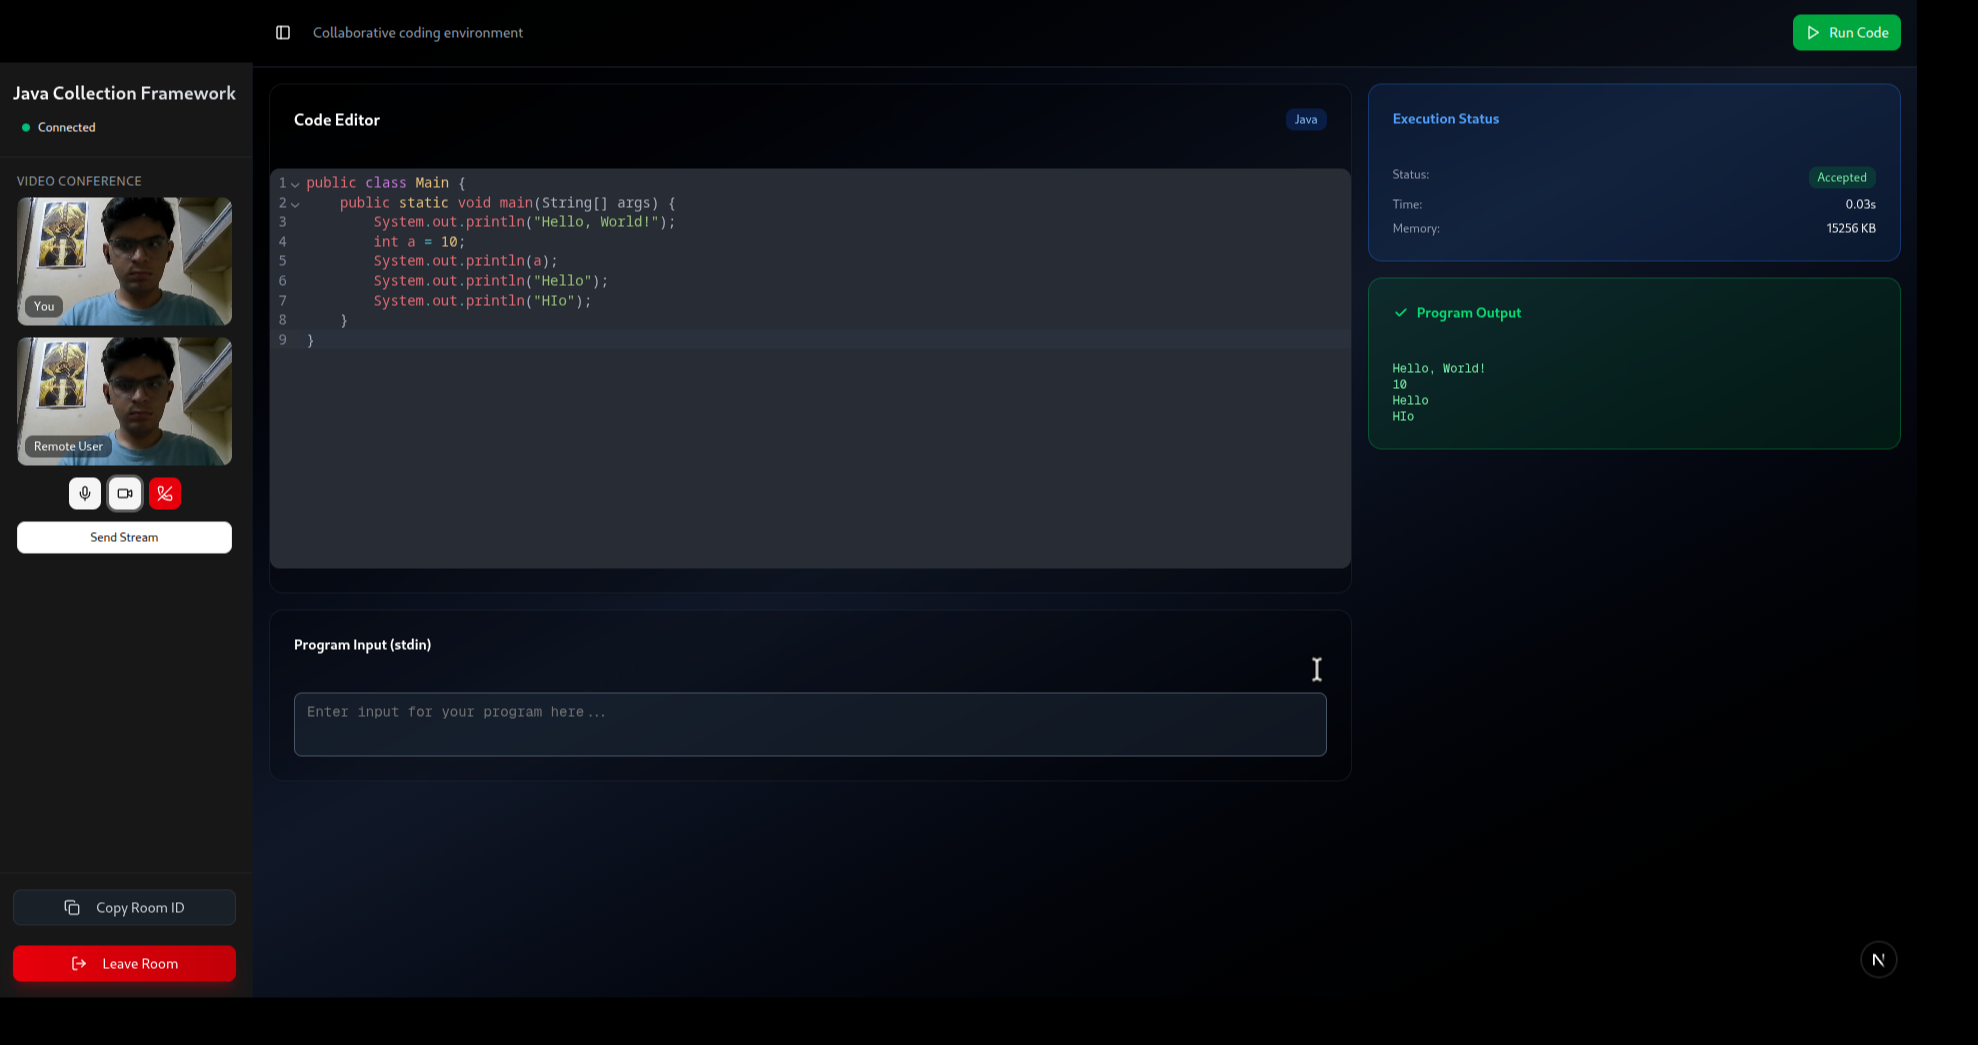 Collaborative coding environment
Run Code
Java Collection Framework
Connected
VIDEO CONFERENCE
You
Remote User
Send Stream
Copy Room ID
Leave Room
Code Editor
Java
1 public class Main {
2     public static void main(String[] args) {
3         System.out.println("Hello, World!");
4         int a = 10;
5         System.out.println(a);
6         System.out.println("Hello");
7         System.out.println("HIo");
8     }
9 }
Program Input (stdin)
Enter input for your program here...
Execution Status
Status: Accepted
Time: 0.03s
Memory: 15256 KB
Program Output
Hello, World!
10
Hello
HIo
N